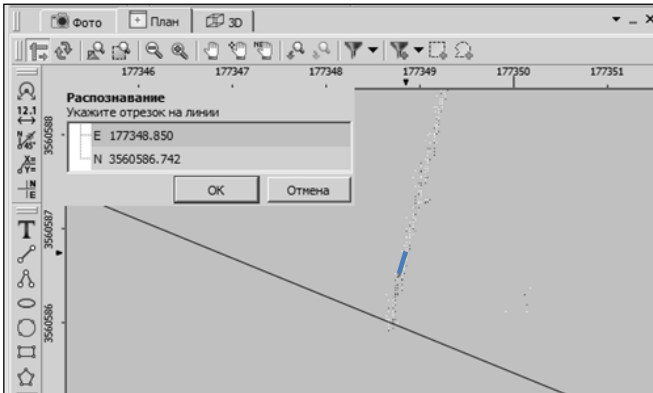 Фото План 3D
177346 177347 177348 177349 177350 177351
Распознавание
Укажите отрезок на линии
E 177348.850
N 3560586.742
ОК Отмена
12.1
3560588
3560587
3560586